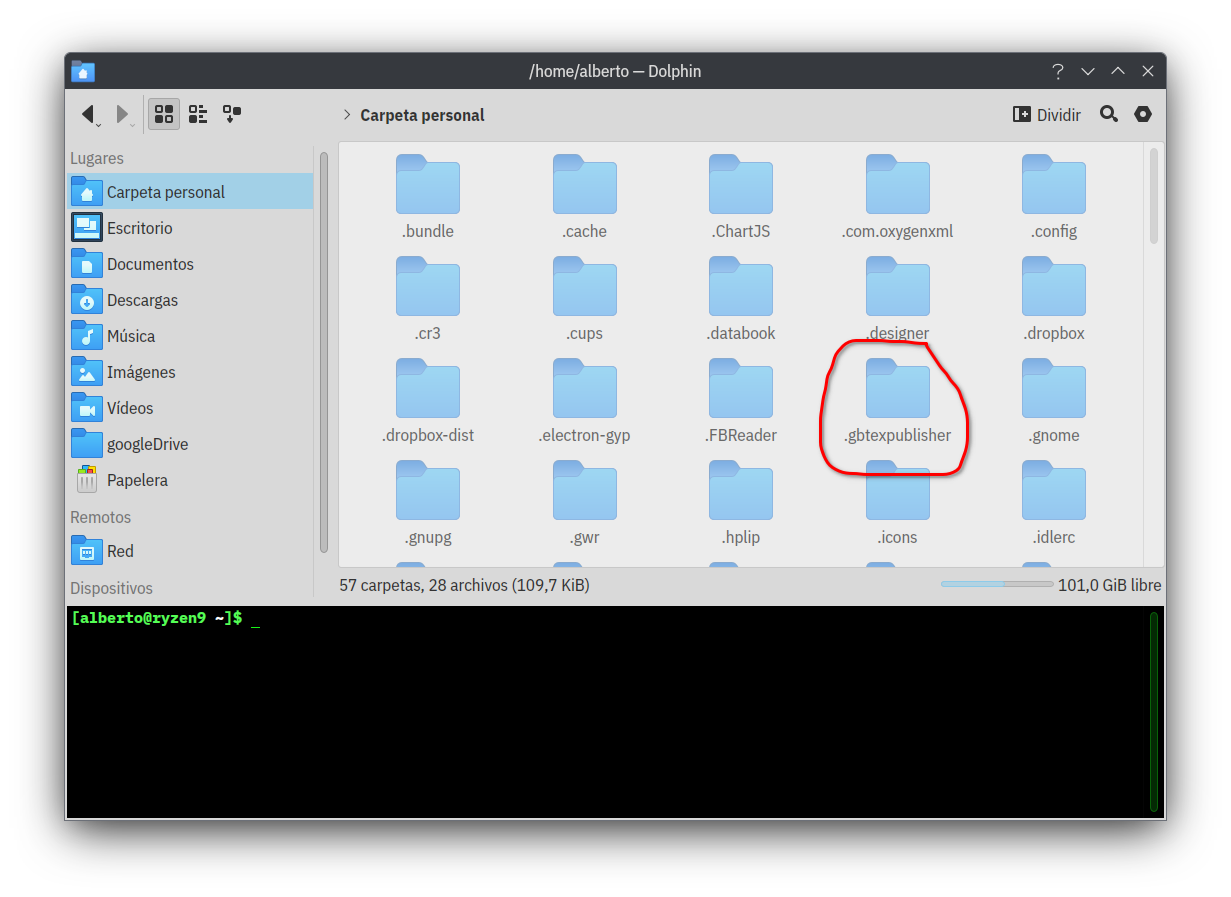 /home/alberto — Dolphin
Carpeta personal
Dividir
Lugares
Carpeta personal
Escritorio
Documentos
Descargas
Música
Imágenes
Vídeos
googleDrive
Papelera
Remotos
Red
Dispositivos
.bundle .cache .ChartJS .com.oxygenxml .config
.cr3 .cups .databook .designer .dropbox
.dropbox-dist .electron-gyp .FBReader .gbtexpublisher .gnome
.gnupg .gwr .hplip .icons .idlerc
57 carpetas, 28 archivos (109,7 KiB) 101,0 GiB libre
[alberto@ryzen9 ~]$ _